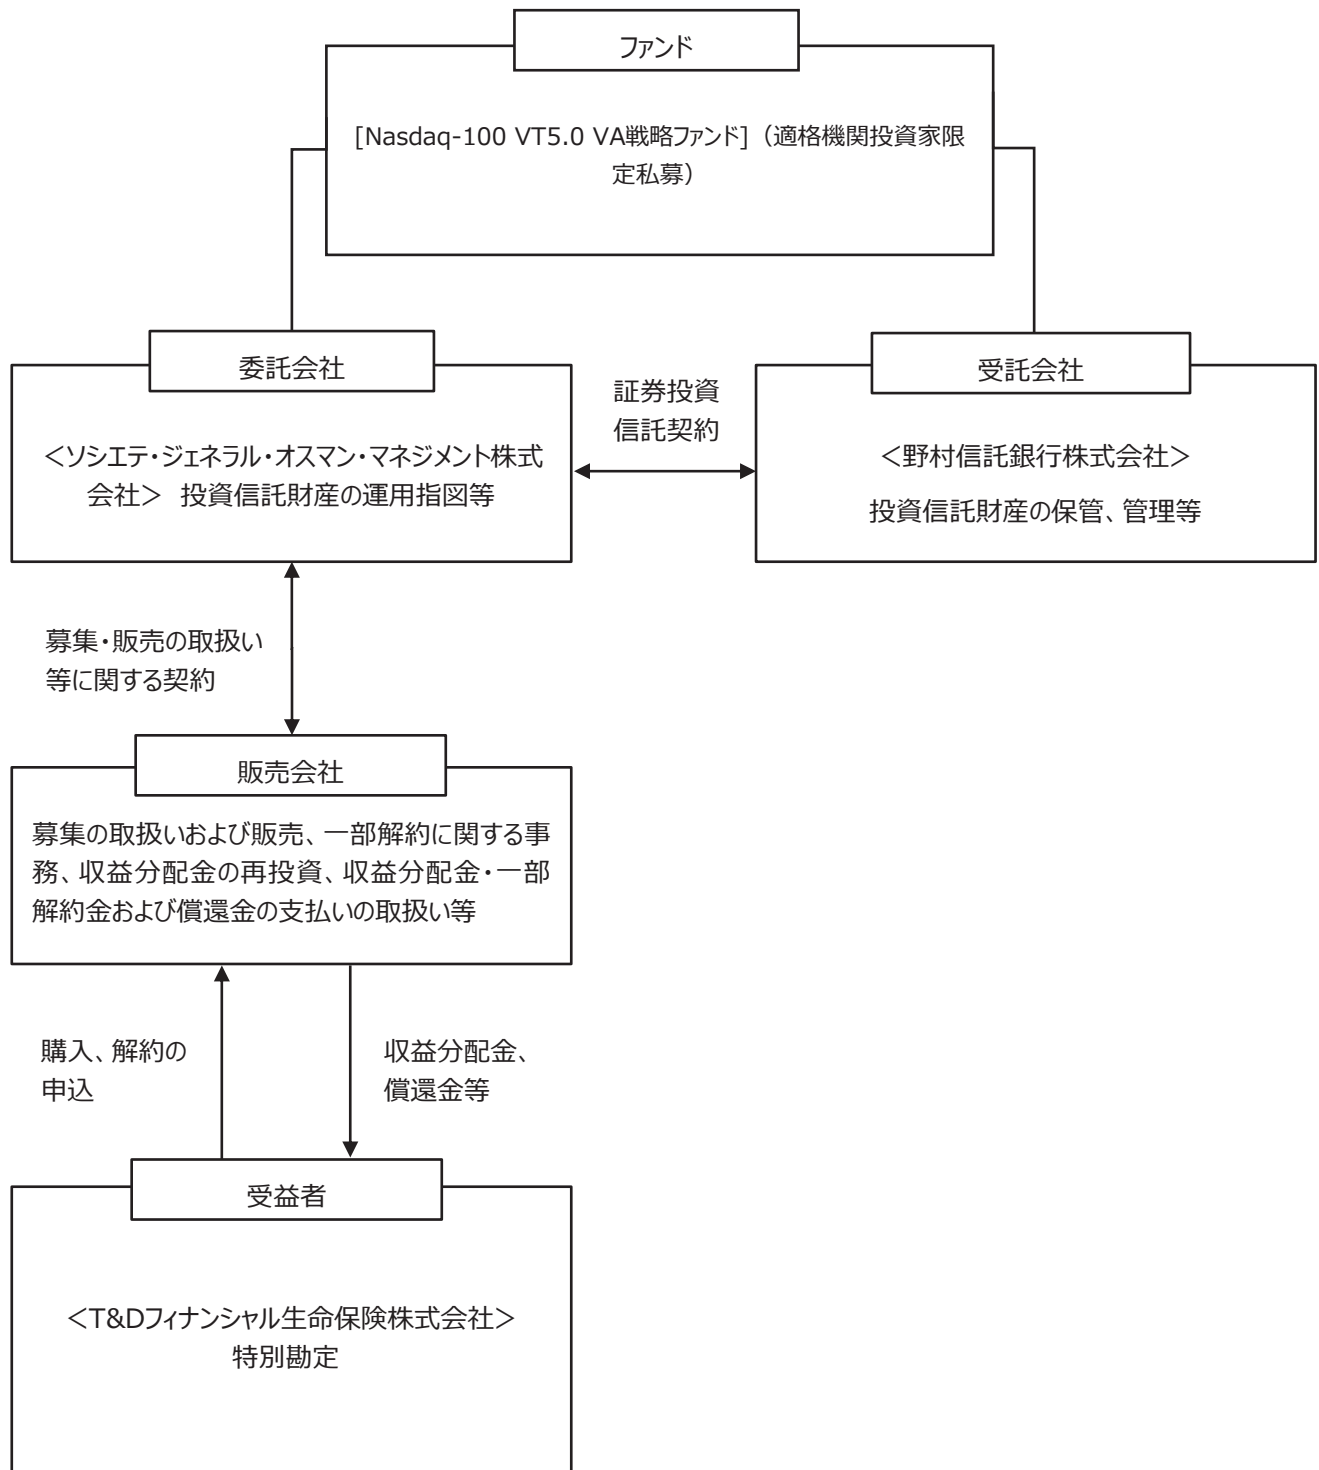 ファンド
[Nasdaq-100 VT5.0 VA戦略ファンド]（適格機関投資家限
定私募）
委託会社
＜ソシエテ・ジェネラル・オスマン・マネジメント株式
会社＞ 投資信託財産の運用指図等
証券投資
信託契約
受託会社
＜野村信託銀行株式会社＞
投資信託財産の保管、管理等
募集・販売の取扱い
等に関する契約
販売会社
募集の取扱いおよび販売、一部解約に関する事
務、収益分配金の再投資、収益分配金・一部
解約金および償還金の支払いの取扱い等
購入、解約の
申込
収益分配金、
償還金等
受益者
＜T&Dフィナンシャル生命保険株式会社＞
特別勘定